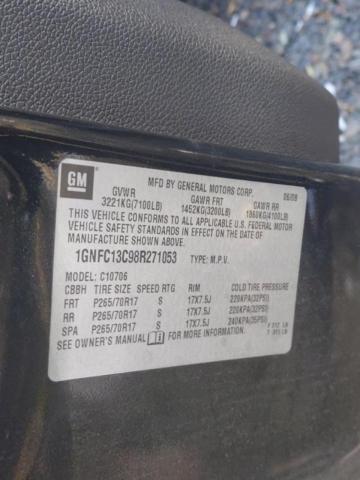 GM
MFD BY GENERAL MOTORS CORP. 06/08
GVWR GAWR FRT GAWR RR
3221KG(7100LB) 1452KG(3200LB) 1860KG(4100LB)
THIS VEHICLE CONFORMS TO ALL APPLICABLE U.S. FEDERAL MOTOR
VEHICLE SAFETY STANDARDS IN EFFECT ON THE DATE OF
MANUFACTURE SHOWN ABOVE.
1GNFC13C98R271053 TYPE: M.P.V.
MODEL: C10706
CBBH TIRE SIZE SPEED RTG RIM COLD TIRE PRESSURE
FRT P265/70R17 S 17X7.5J 220KPA(32PSI)
RR P265/70R17 S 17X7.5J 220KPA(32PSI)
SPA P265/70R17 S 17X7.5J 240KPA(35PSI)
SEE OWNER'S MANUAL FOR MORE INFORMATION.